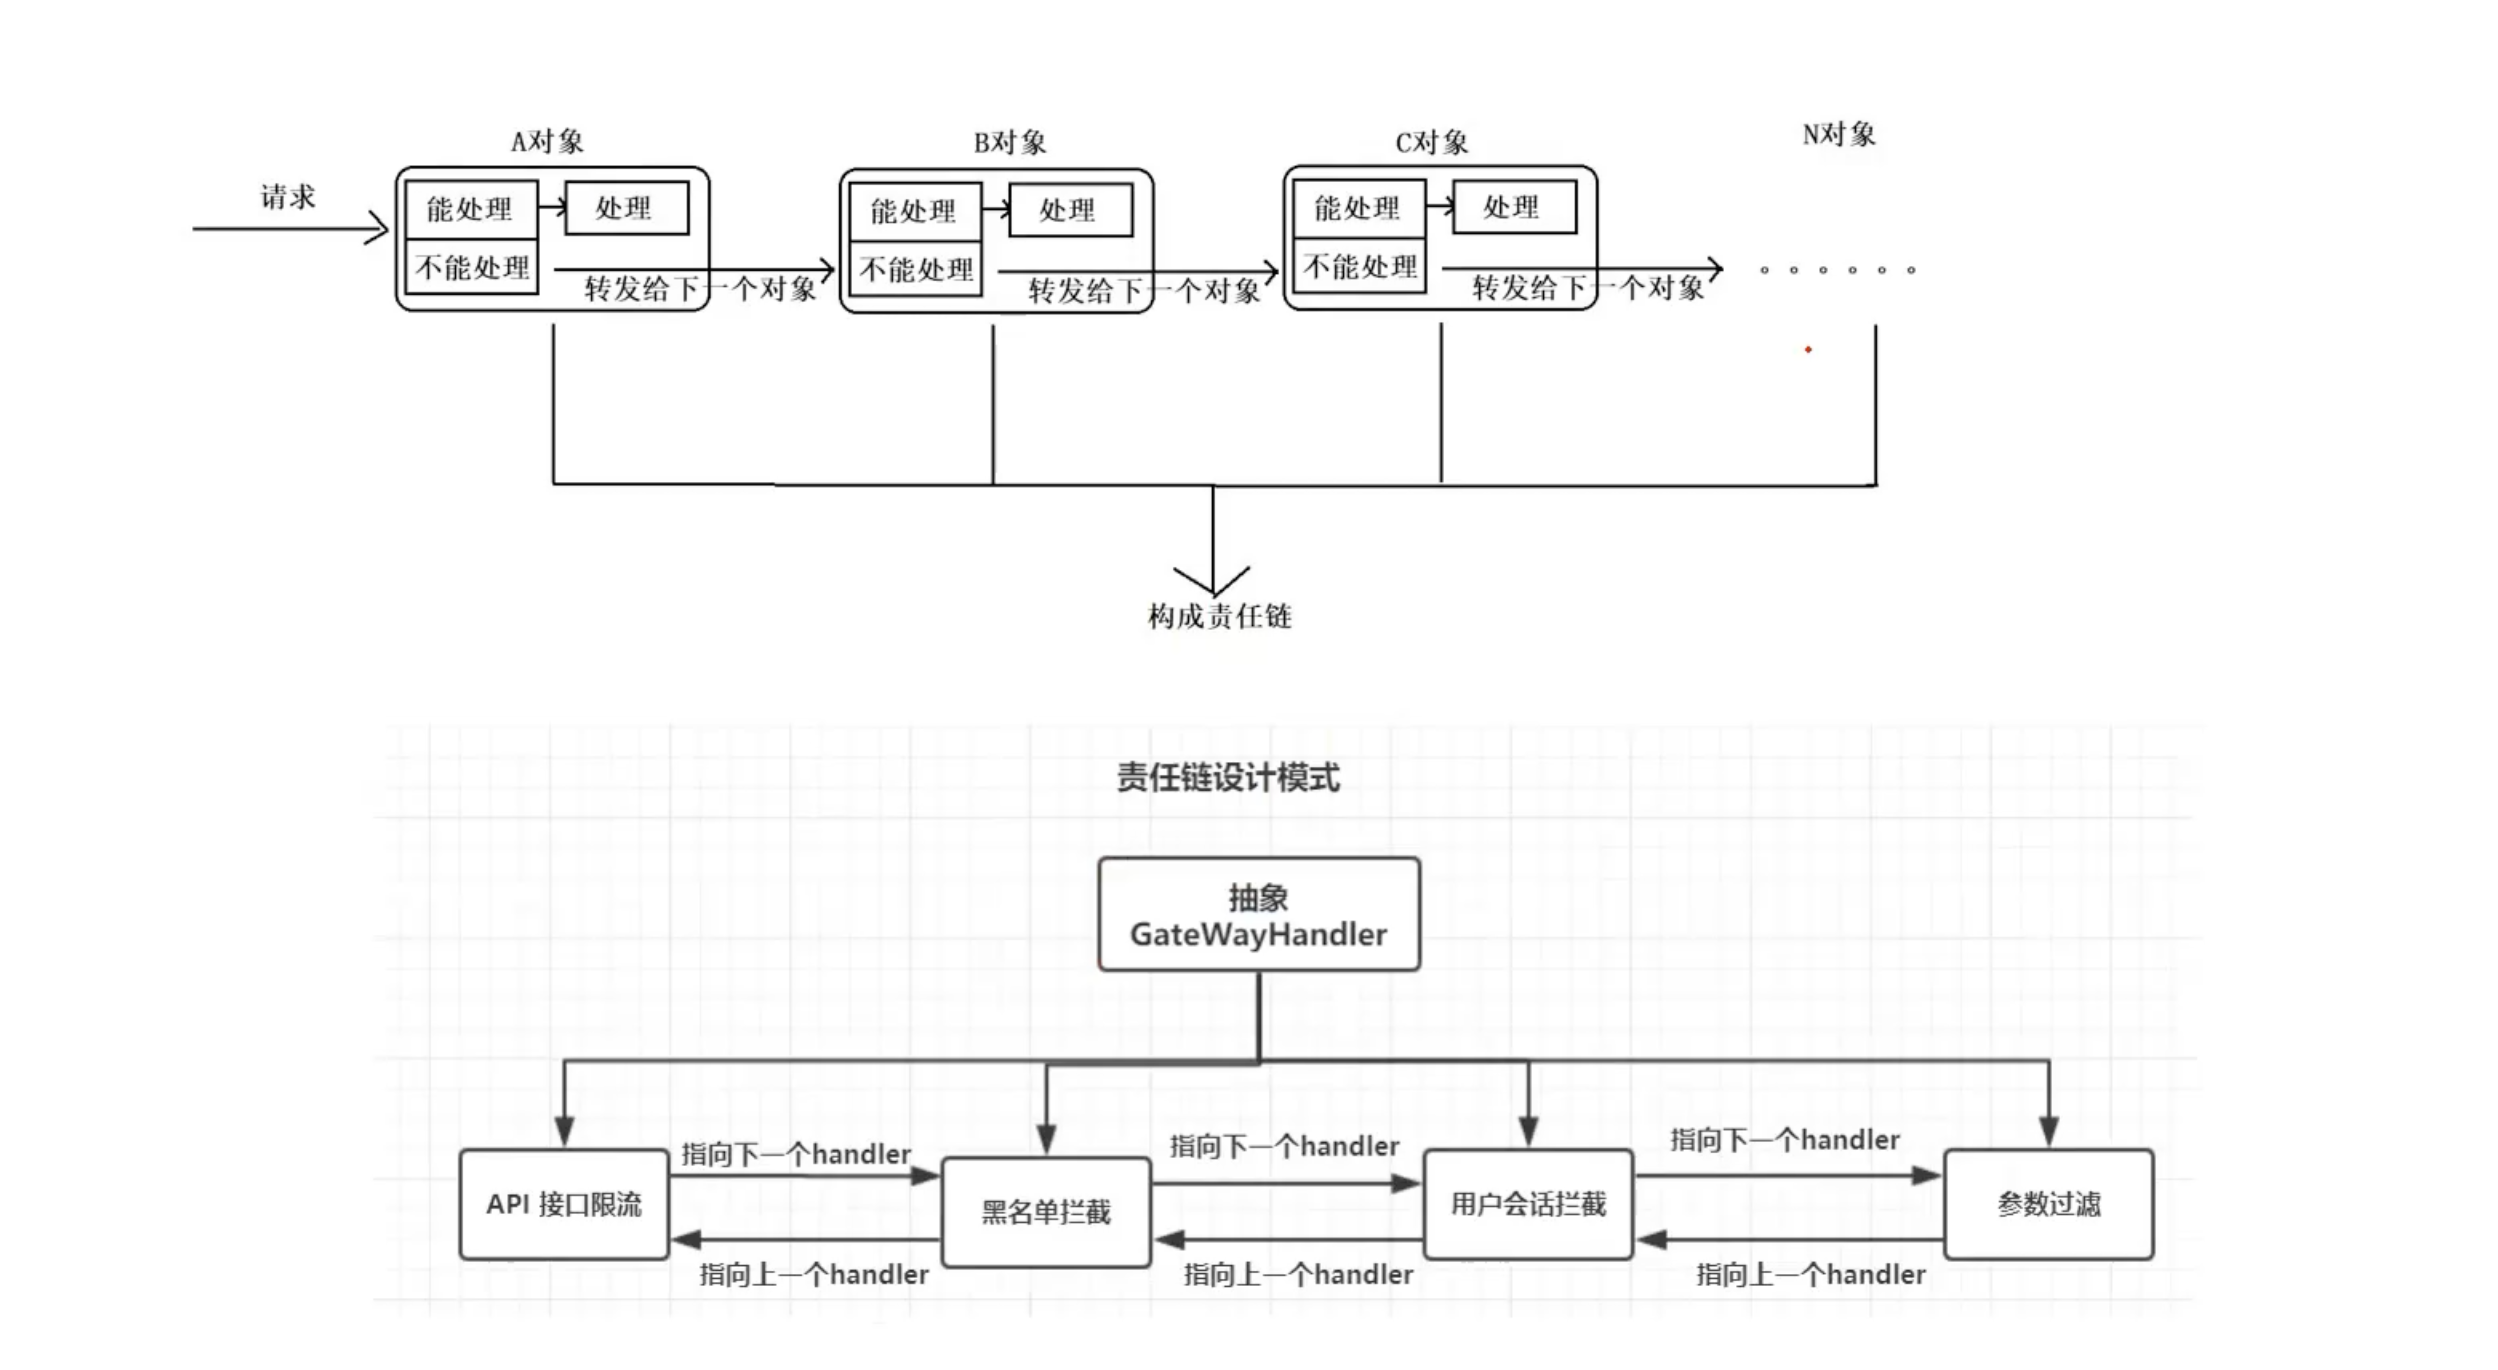 A对象
B对象
C对象
N对象
请求
能处理
处理
不能处理
转发给下一个对象
能处理
处理
不能处理
转发给下一个对象
能处理
处理
不能处理
转发给下一个对象
构成责任链
责任链设计模式
抽象
GateWayHandler
指向下一个handler
指向下一个handler
指向下一个handler
API 接口限流
黑名单拦截
用户会话拦截
参数过滤
指向上一个handler
指向上一个handler
指向上一个handler